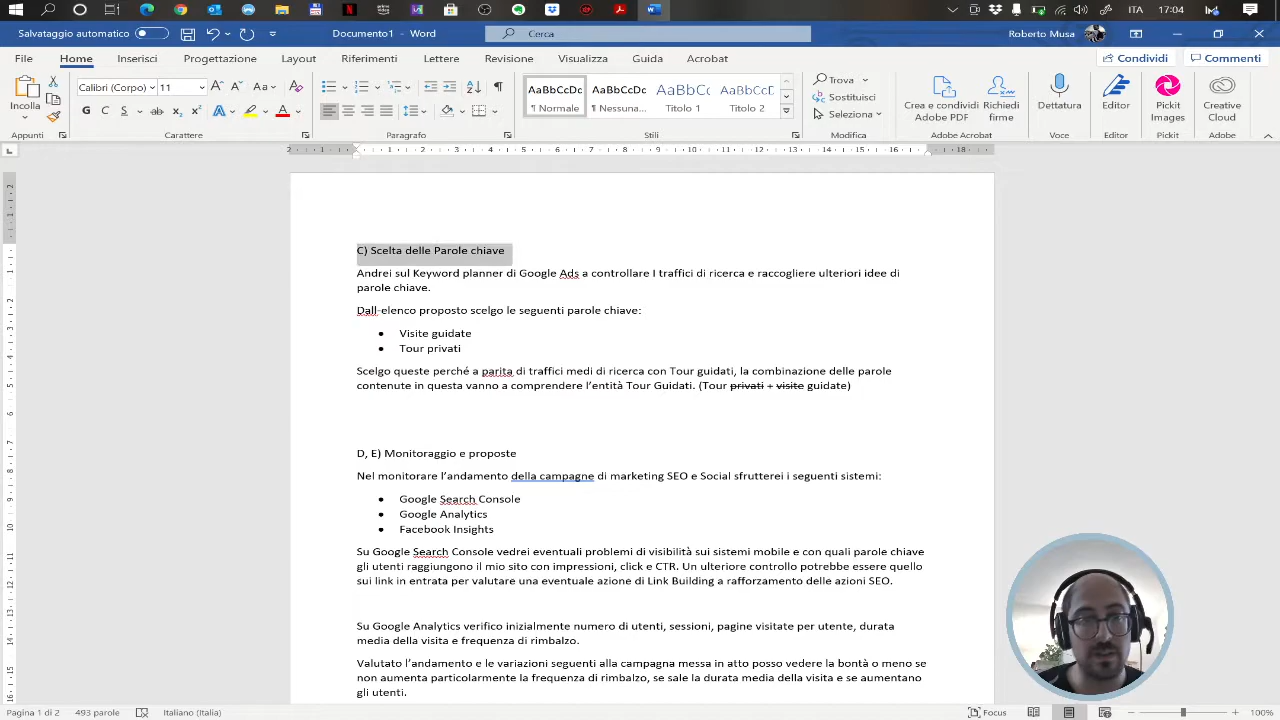 ITA 17:04
Salvataggio automatico Documento1 - Word Cerca Roberto Musa
File Home Inserisci Progettazione Layout Riferimenti Lettere Revisione Visualizza Guida Acrobat Condividi Commenti
Incolla Calibri (Corpo) 11 AaBbCcDc AaBbCcDc AaBbCc AaBbCcC Trova
¶ Normale ¶ Nessuna... Titolo 1 Titolo 2 Sostituisci
Seleziona
Crea e condividi Adobe PDF Richiedi firme Dettatura Editor Pickit Images Creative Cloud
Appunti Carattere Paragrafo Stili Modifica Adobe Acrobat Voce Editor Pickit Adobe
C) Scelta delle Parole chiave
Andrei sul Keyword planner di Google Ads a controllare I traffici di ricerca e raccogliere ulteriori idee di
parole chiave.
Dall-elenco proposto scelgo le seguenti parole chiave:
• Visite guidate
• Tour privati
Scelgo queste perché a parita di traffici medi di ricerca con Tour guidati, la combinazione delle parole
contenute in questa vanno a comprendere l’entità Tour Guidati. (Tour privati + visite guidate)
D, E) Monitoraggio e proposte
Nel monitorare l’andamento della campagne di marketing SEO e Social sfrutterei i seguenti sistemi:
• Google Search Console
• Google Analytics
• Facebook Insights
Su Google Search Console vedrei eventuali problemi di visibilità sui sistemi mobile e con quali parole chiave
gli utenti raggiungono il mio sito con impressioni, click e CTR. Un ulteriore controllo potrebbe essere quello
sui link in entrata per valutare una eventuale azione di Link Building a rafforzamento delle azioni SEO.
Su Google Analytics verifico inizialmente numero di utenti, sessioni, pagine visitate per utente, durata
media della visita e frequenza di rimbalzo.
Valutato l’andamento e le variazioni seguenti alla campagna messa in atto posso vedere la bontà o meno se
non aumenta particolarmente la frequenza di rimbalzo, se sale la durata media della visita e se aumentano
gli utenti.
Pagina 1 di 2 493 parole Italiano (Italia) Focus 100%